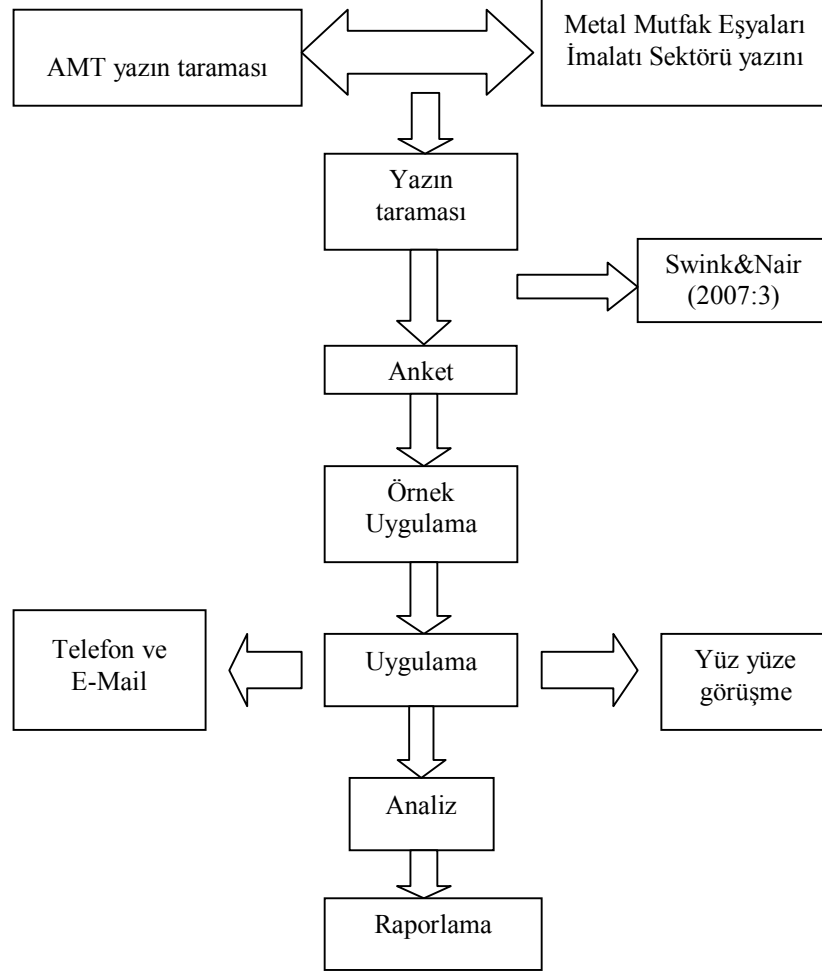 AMT yazın taraması
Metal Mutfak Eşyaları
İmalatı Sektörü yazını
Yazın
taraması
Swink&Nair
(2007:3)
Anket
Örnek
Uygulama
Telefon ve
E-Mail
Uygulama
Yüz yüze
görüşme
Analiz
Raporlama